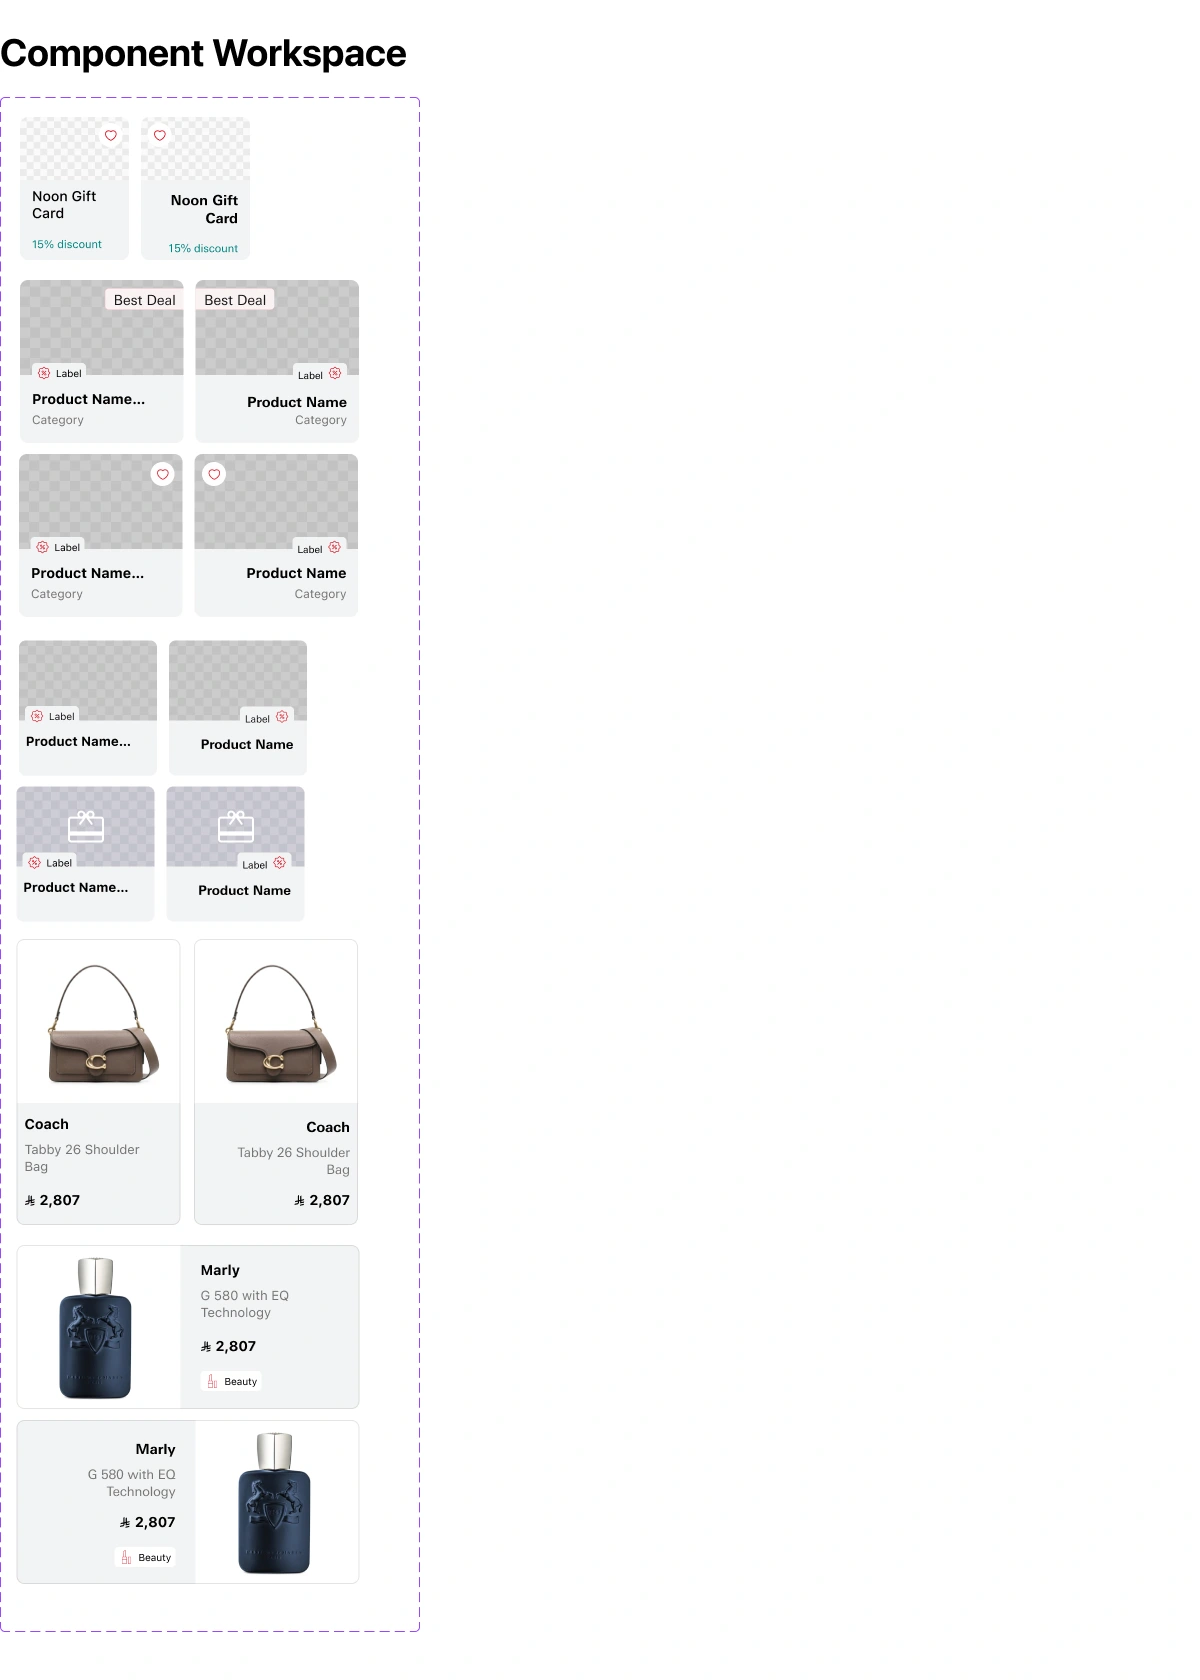 Component Workspace
Noon Gift
Card
15% discount
Noon Gift
Card
15% discount
Best Deal
Label
Product Name...
Category
Best Deal
Label
Product Name
Category
Label
Product Name...
Category
Label
Product Name
Category
Label
Product Name...
Label
Product Name
Label
Product Name...
Label
Product Name
Coach
Tabby 26 Shoulder
Bag
2,807
Coach
Tabby 26 Shoulder
Bag
2,807
Marly
G 580 with EQ
Technology
2,807
Beauty
Marly
G 580 with EQ
Technology
2,807
Beauty